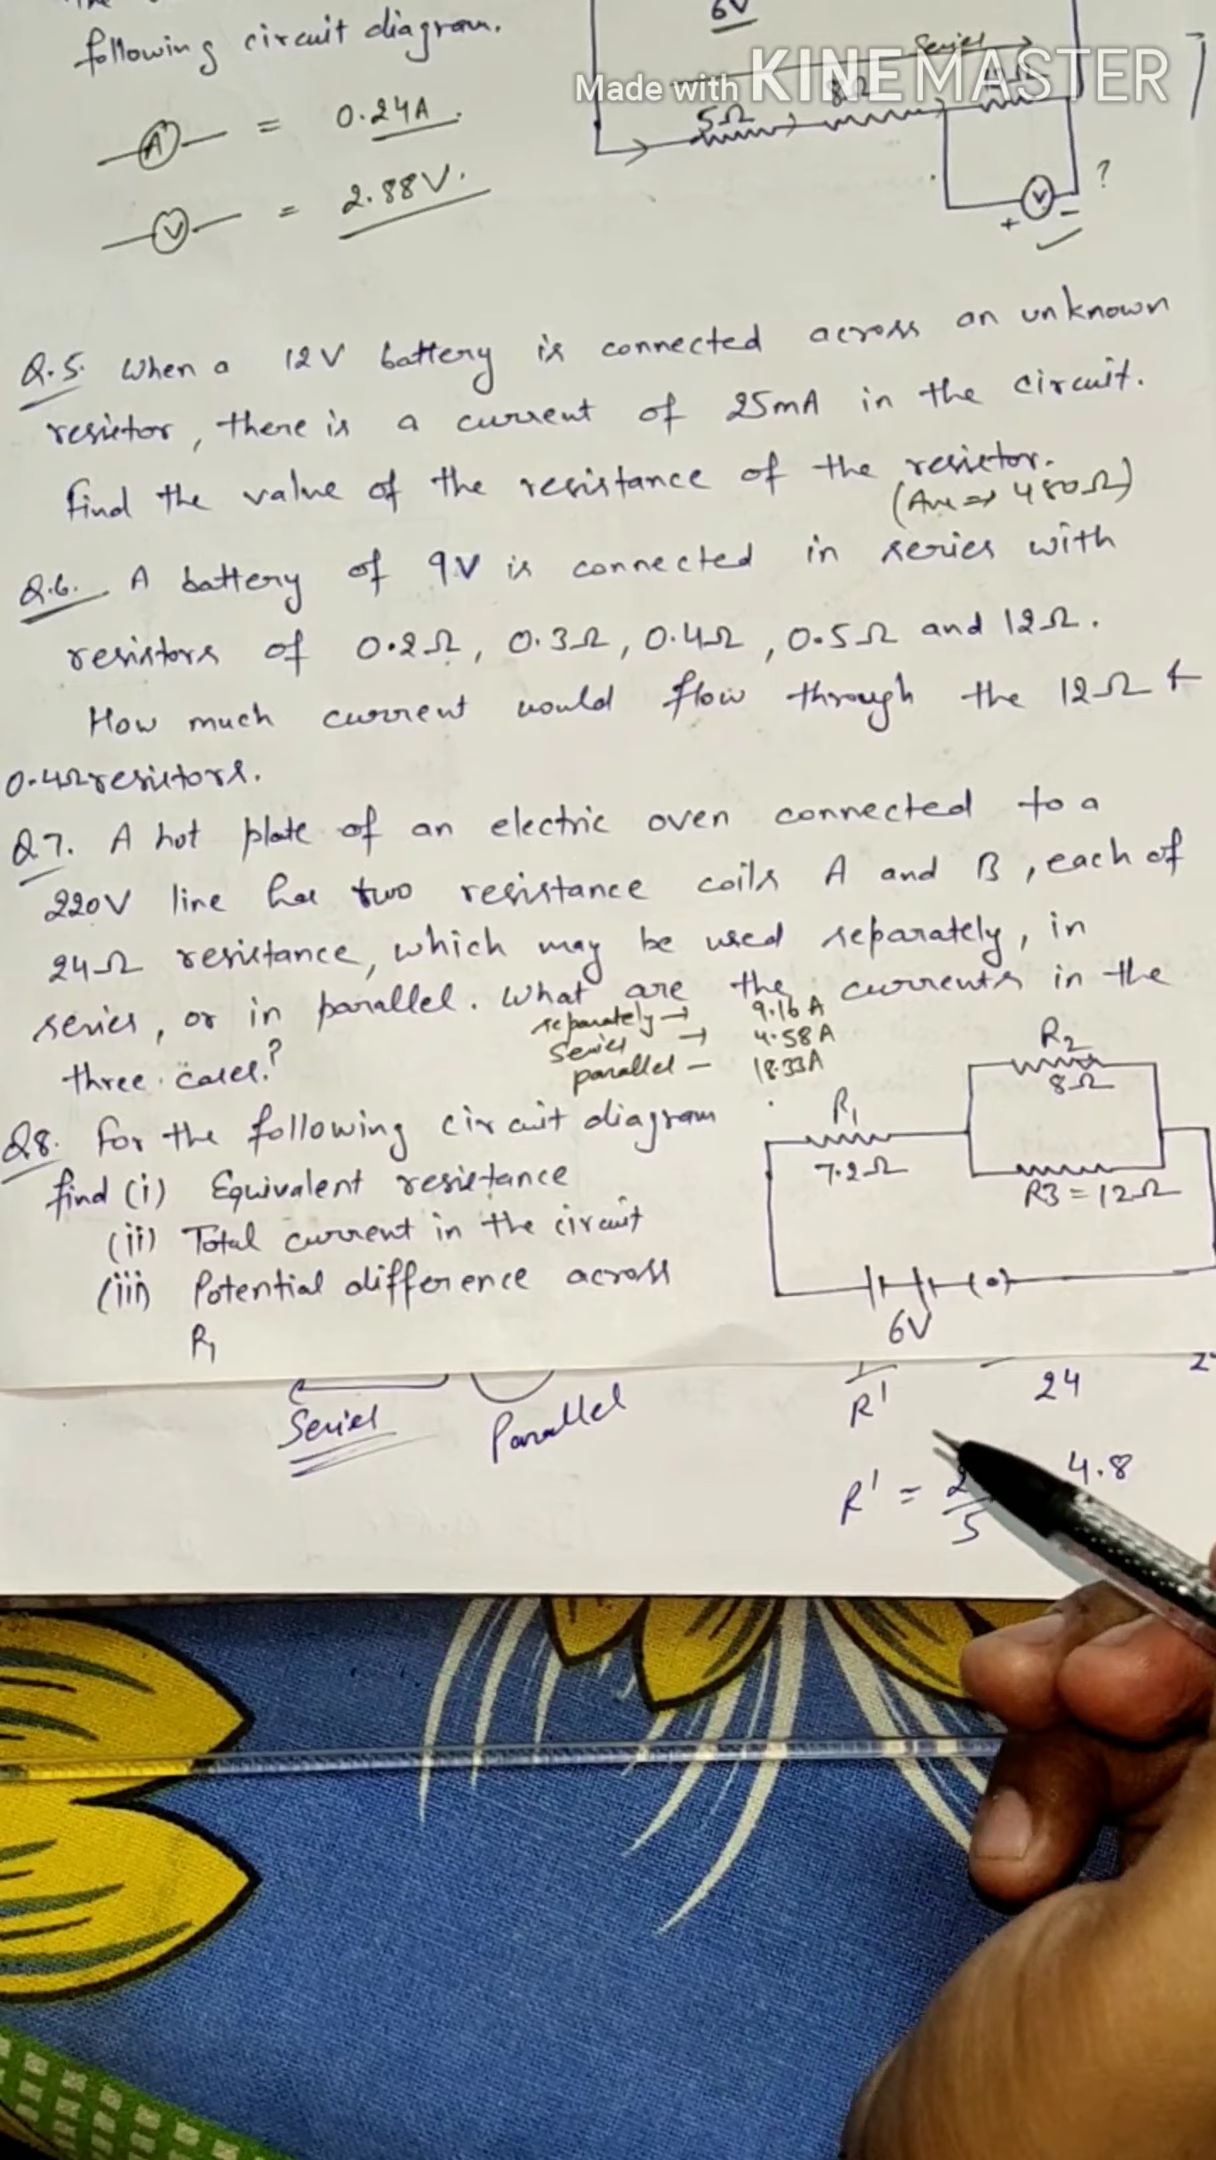 following circuit diagram.
6V
Series
Made with KINEMASTER
A = 0.24A
5Ω 8Ω
V = 2.88V.
V ?
+ -
Q.5. When a 12V battery is connected across an unknown
resistor, there is a current of 25mA in the circuit.
find the value of the resistance of the resistor.
(Ans => 480Ω)
Q.6. A battery of 9V is connected in series with
resistors of 0.2Ω, 0.3Ω, 0.4Ω, 0.5Ω and 12Ω.
How much current would flow through the 12Ω &
0.4Ω resistors.
Q7. A hot plate of an electric oven connected to a
220V line has two resistance coils A and B, each of
24Ω resistance, which may be used separately, in
series, or in parallel. What are the currents in the
three cases?
separately → 9.16A
Series → 4.58A
parallel — 18.33A
Q8. for the following circuit diagram
find (i) Equivalent resistance
(ii) Total current in the circuit
(iii) Potential difference across
R1
R2
8Ω
R1
7.2Ω
R3 = 12Ω
6V
Series Parallel
R' 24
R' = 5 4.8